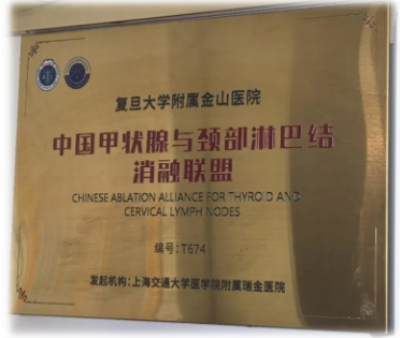 复旦大学附属金山医院
中国甲状腺与颈部淋巴结
消融联盟
CHINESE ABLATION ALLIANCE FOR THYROID AND
CERVICAL LYMPH NODES
编号:T674
发起机构:上海交通大学医学院附属瑞金医院